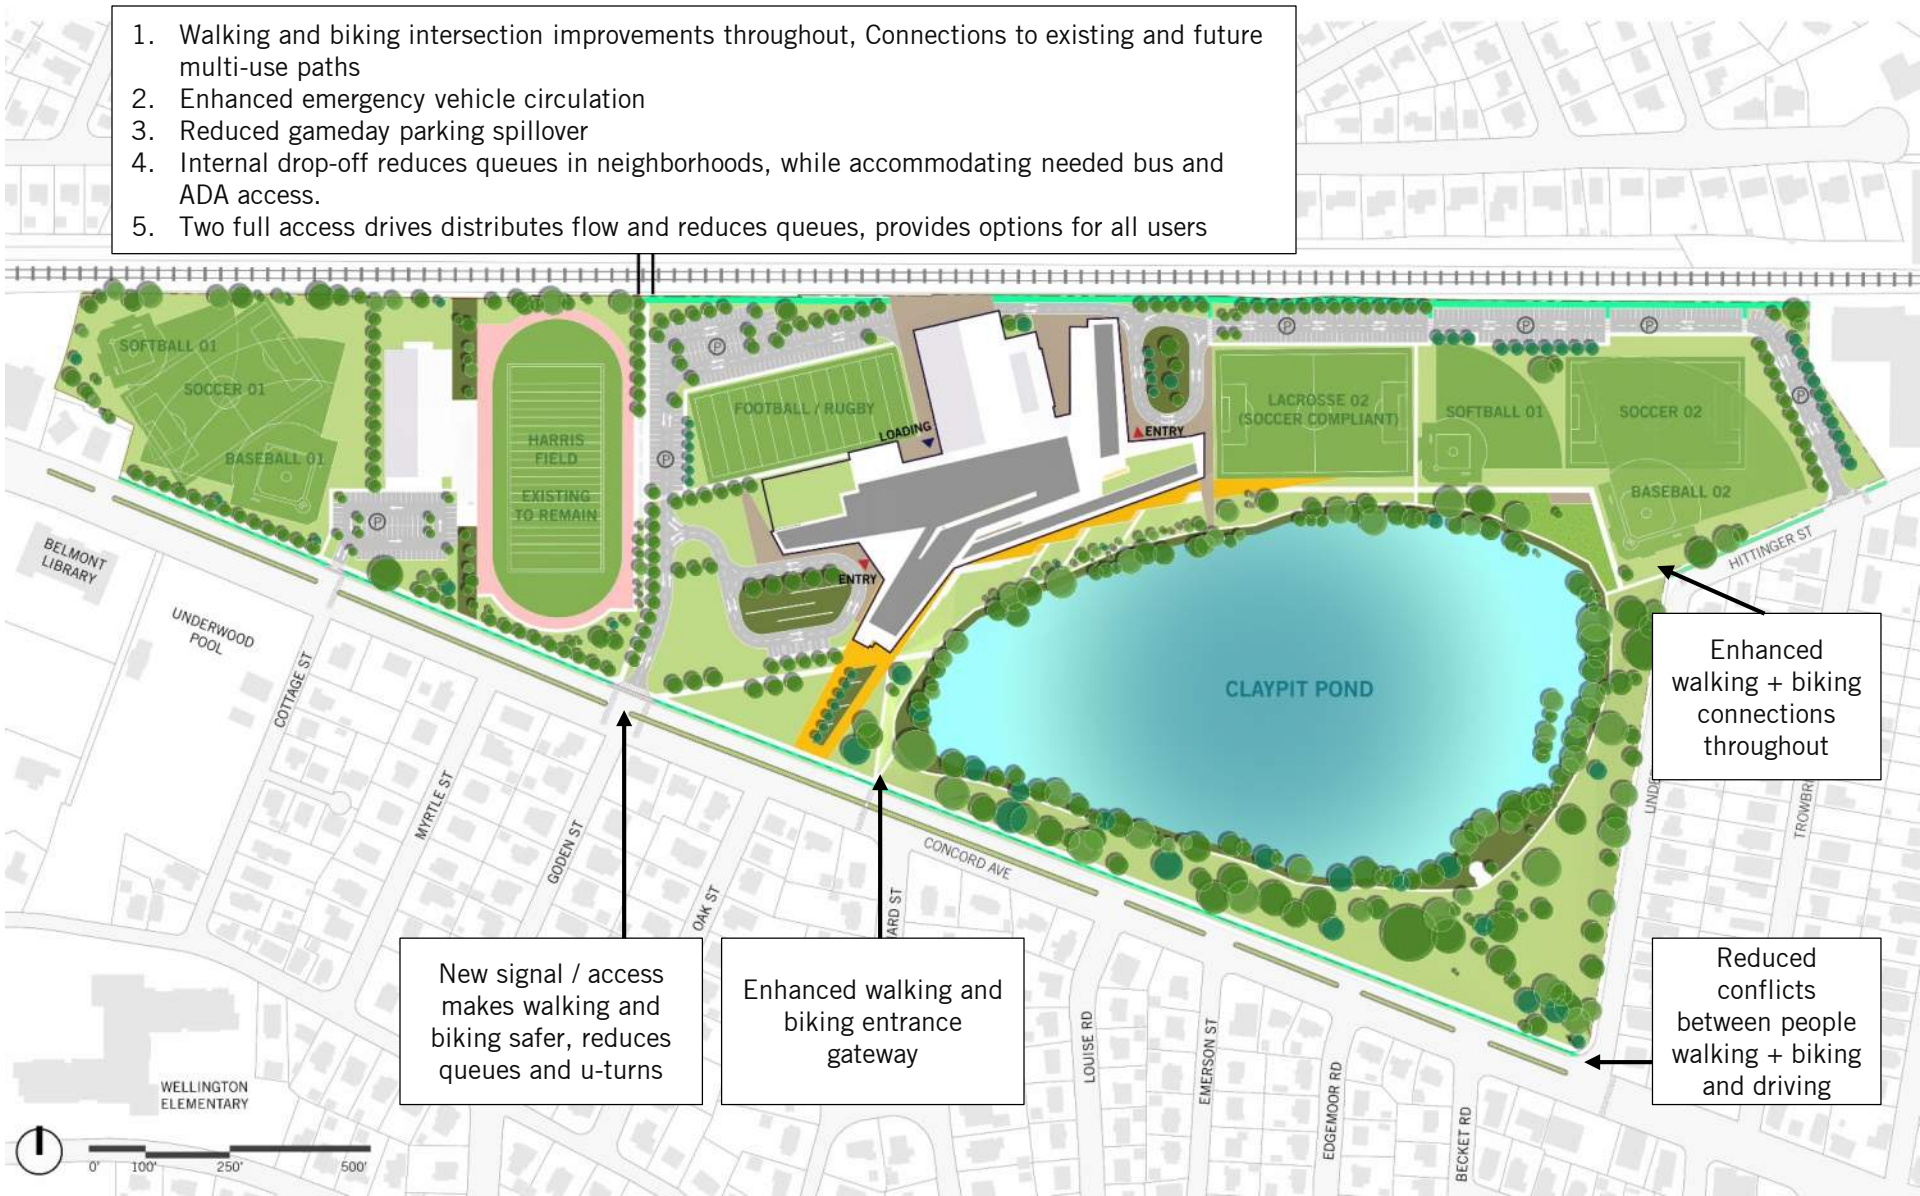 1. Walking and biking intersection improvements throughout, Connections to existing and future
multi-use paths
2. Enhanced emergency vehicle circulation
3. Reduced gameday parking spillover
4. Internal drop-off reduces queues in neighborhoods, while accommodating needed bus and
ADA access.
5. Two full access drives distributes flow and reduces queues, provides options for all users
SOFTBALL 01
SOCCER 01
BASEBALL 01
P
HARRIS
FIELD
EXISTING
TO REMAIN
P
P
FOOTBALL / RUGBY
LOADING
ENTRY
ENTRY
P
P
P
P
LACROSSE 02
(SOCCER COMPLIANT)
SOFTBALL 01
SOCCER 02
BASEBALL 02
HITTINGER ST
BELMONT
LIBRARY
UNDERWOOD
POOL
CLAYPIT POND
Enhanced
walking + biking
connections
throughout
COTTAGE ST
MYRTLE ST
GODEN ST
OAK ST
ARD ST
CONCORD AVE
UNDE
TROWBR
LOUISE RD
EMERSON ST
EDGEMOOR RD
BECKET RD
New signal / access
makes walking and
biking safer, reduces
queues and u-turns
Enhanced walking and
biking entrance
gateway
Reduced
conflicts
between people
walking + biking
and driving
WELLINGTON
ELEMENTARY
0' 100' 250' 500'